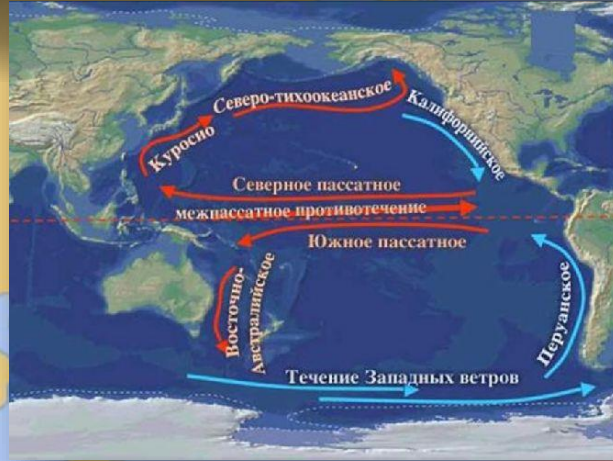 Северо-тихоокеанское
Калифорнийское
Куросио
Северное пассатное
межпассатное противотечение
Южное пассатное
Восточно-
Австралийское
Перуанское
Течение Западных ветров